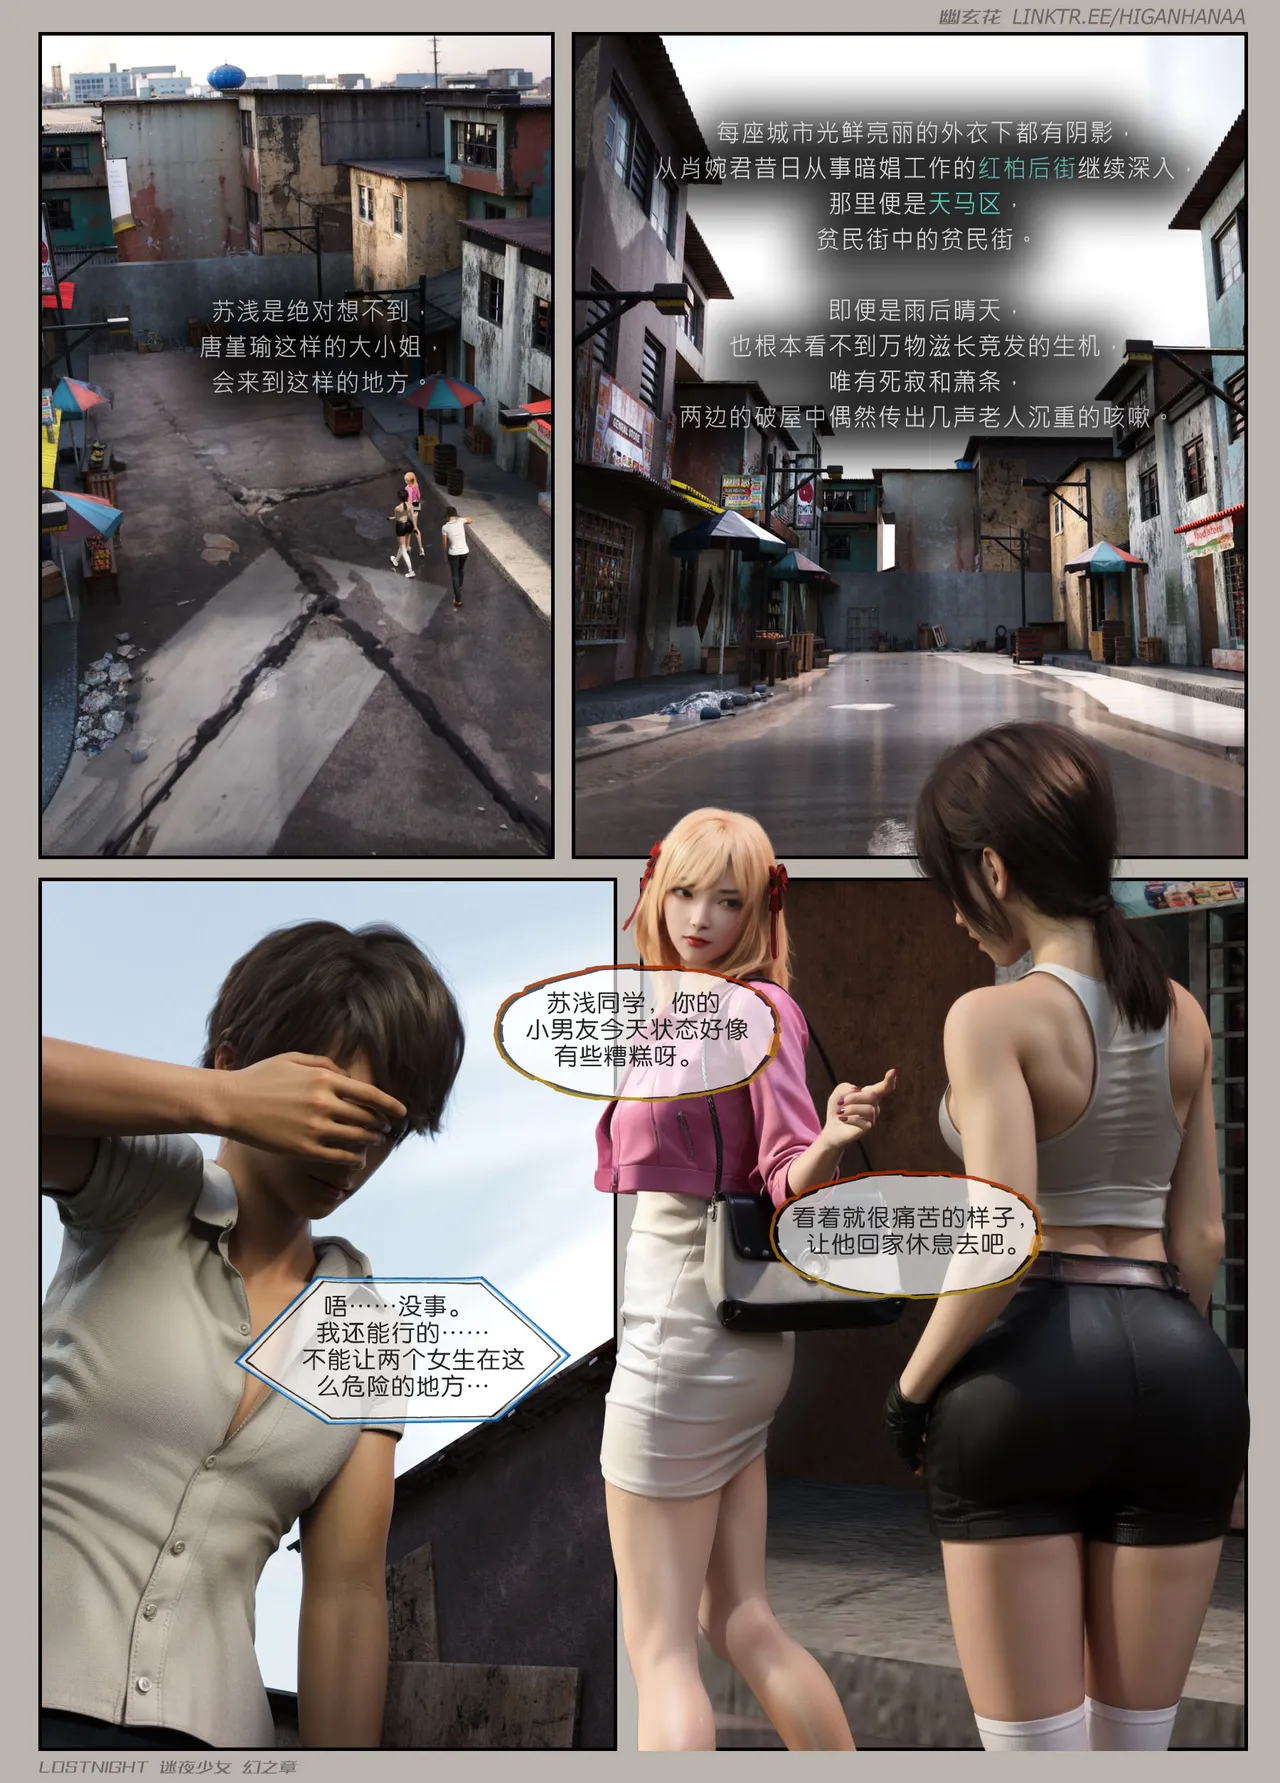 幽玄花 LINKTR.EE/HIGANHANAA
苏浅是绝对想不到，
唐堇瑜这样的大小姐，
会来到这样的地方。
每座城市光鲜亮丽的外衣下都有阴影，
从肖婉君昔日从事暗娼工作的红柏后街继续深入，
那里便是天马区，
贫民街中的贫民街。
即便是雨后晴天，
也根本看不到万物滋长竞发的生机，
唯有死寂和萧条，
两边的破屋中偶然传出几声老人沉重的咳嗽。
GENERAL STORE
苏浅同学，你的
小男友今天状态好像
有些糟糕呀。
看着就很痛苦的样子，
让他回家休息去吧。
唔……没事。
我还能行的……
不能让两个女生在这
么危险的地方…
LOSTNIGHT 迷夜少女 幻之章